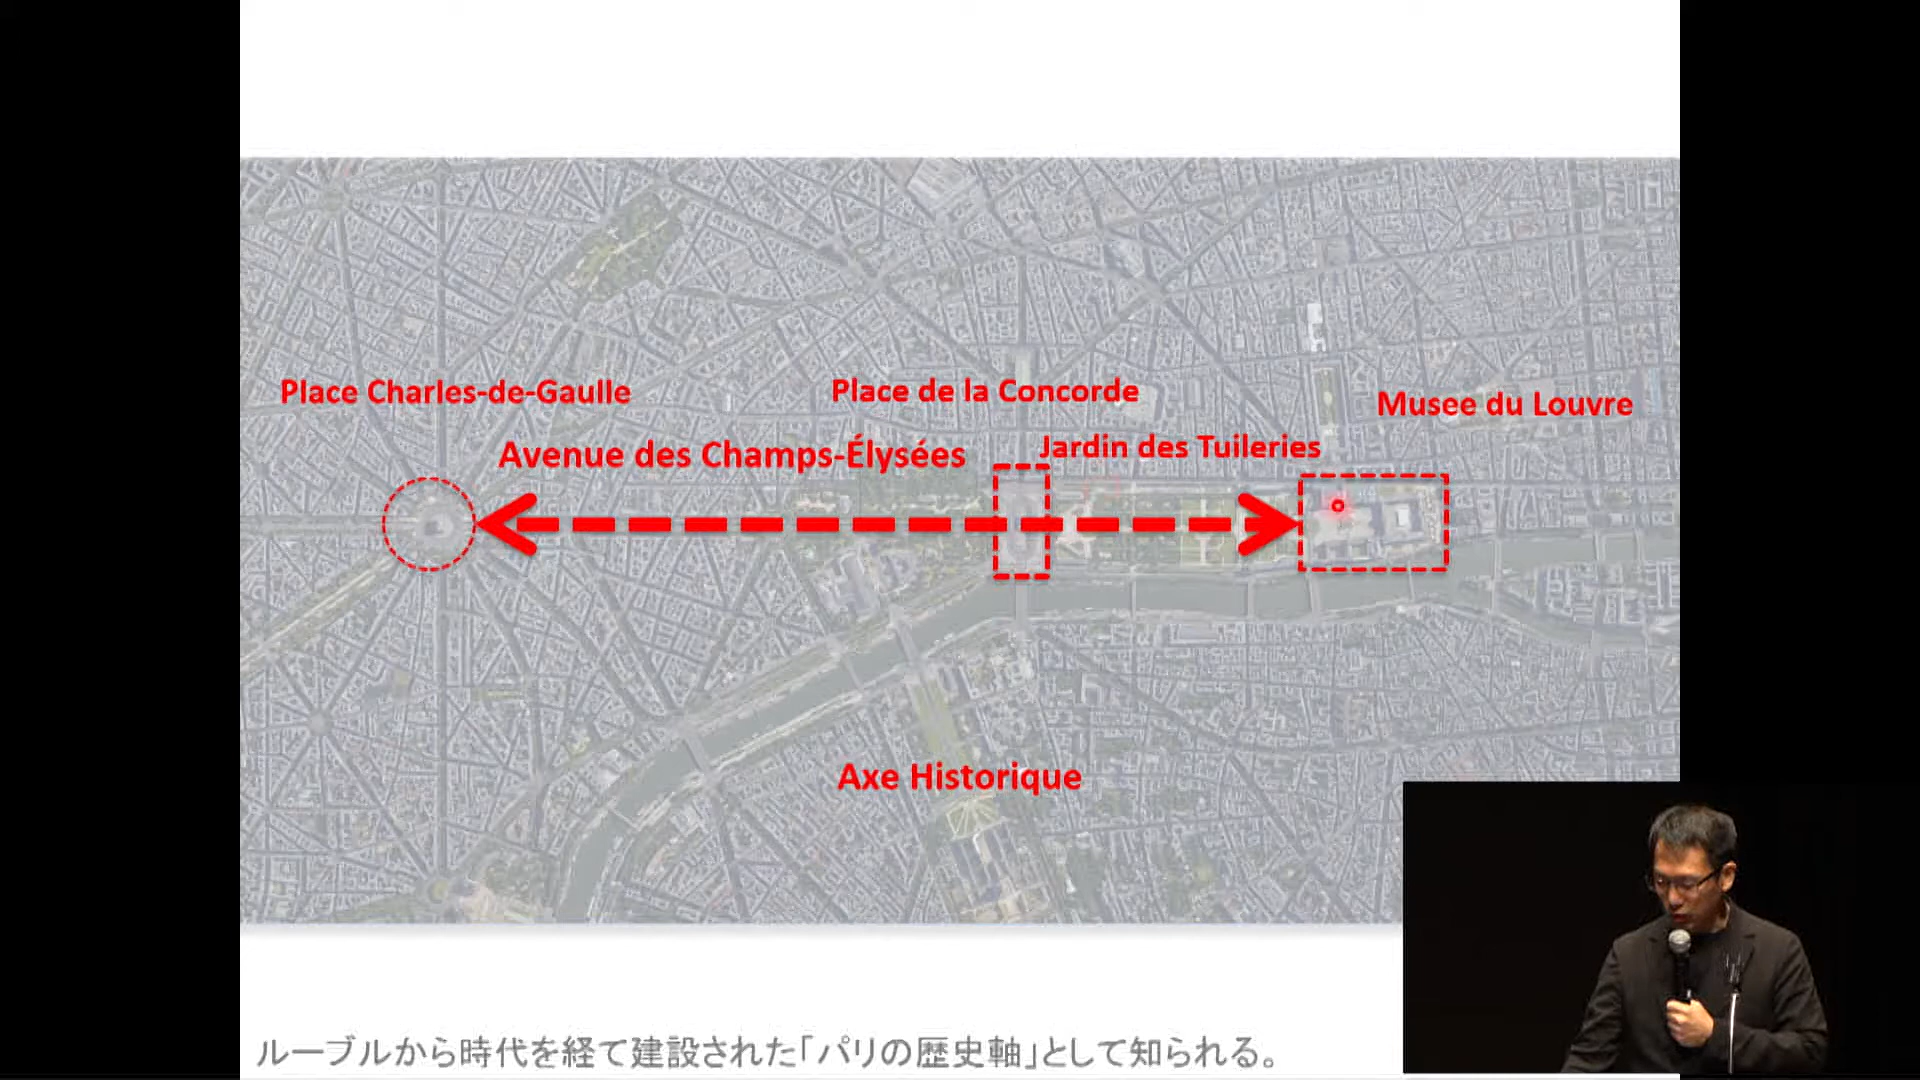 Place Charles-de-Gaulle
Place de la Concorde
Musee du Louvre
Avenue des Champs-Élysées
Jardin des Tuileries
Axe Historique
ルーブルから時代を経て建設された「パリの歴史軸」として知られる。